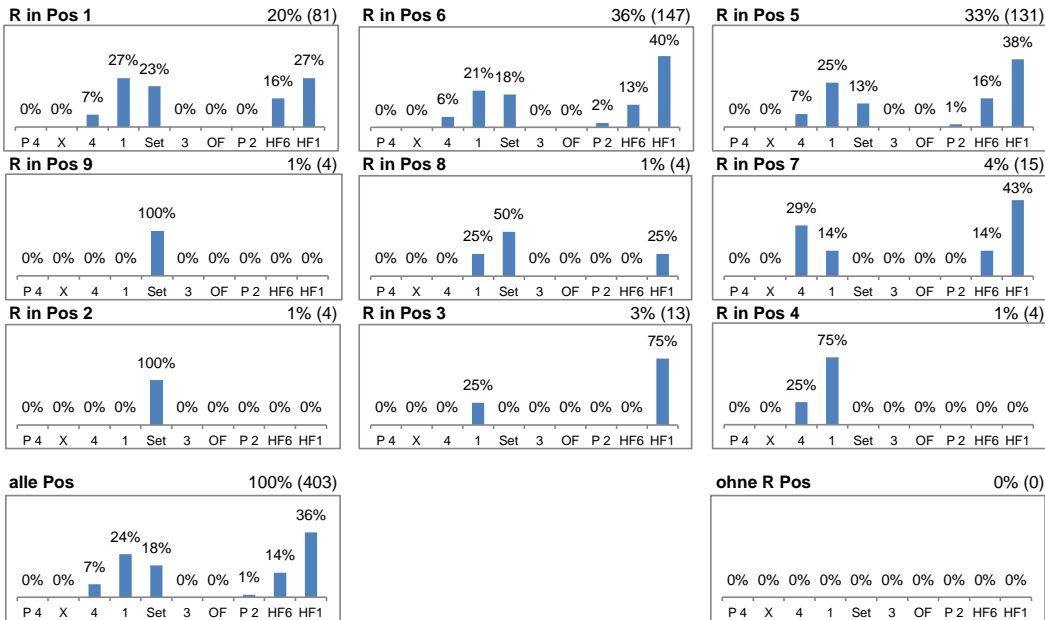 R in Pos 1 20% (81)
0% 0% 7% 27% 23% 0% 0% 0% 16% 27%
P 4 X 4 1 Set 3 OF P 2 HF6 HF1
R in Pos 6 36% (147)
0% 0% 6% 21% 18% 0% 0% 2% 13% 40%
P 4 X 4 1 Set 3 OF P 2 HF6 HF1
R in Pos 5 33% (131)
0% 0% 7% 25% 13% 0% 0% 1% 16% 38%
P 4 X 4 1 Set 3 OF P 2 HF6 HF1
R in Pos 9 1% (4)
0% 0% 0% 0% 100% 0% 0% 0% 0% 0%
P 4 X 4 1 Set 3 OF P 2 HF6 HF1
R in Pos 8 1% (4)
0% 0% 0% 25% 50% 0% 0% 0% 0% 25%
P 4 X 4 1 Set 3 OF P 2 HF6 HF1
R in Pos 7 4% (15)
0% 0% 29% 14% 0% 0% 0% 0% 14% 43%
P 4 X 4 1 Set 3 OF P 2 HF6 HF1
R in Pos 2 1% (4)
0% 0% 0% 0% 100% 0% 0% 0% 0% 0%
P 4 X 4 1 Set 3 OF P 2 HF6 HF1
R in Pos 3 3% (13)
0% 0% 0% 25% 0% 0% 0% 0% 0% 75%
P 4 X 4 1 Set 3 OF P 2 HF6 HF1
R in Pos 4 1% (4)
0% 0% 25% 75% 0% 0% 0% 0% 0% 0%
P 4 X 4 1 Set 3 OF P 2 HF6 HF1
alle Pos 100% (403)
0% 0% 7% 24% 18% 0% 0% 1% 14% 36%
P 4 X 4 1 Set 3 OF P 2 HF6 HF1
ohne R Pos 0% (0)
0% 0% 0% 0% 0% 0% 0% 0% 0% 0%
P 4 X 4 1 Set 3 OF P 2 HF6 HF1